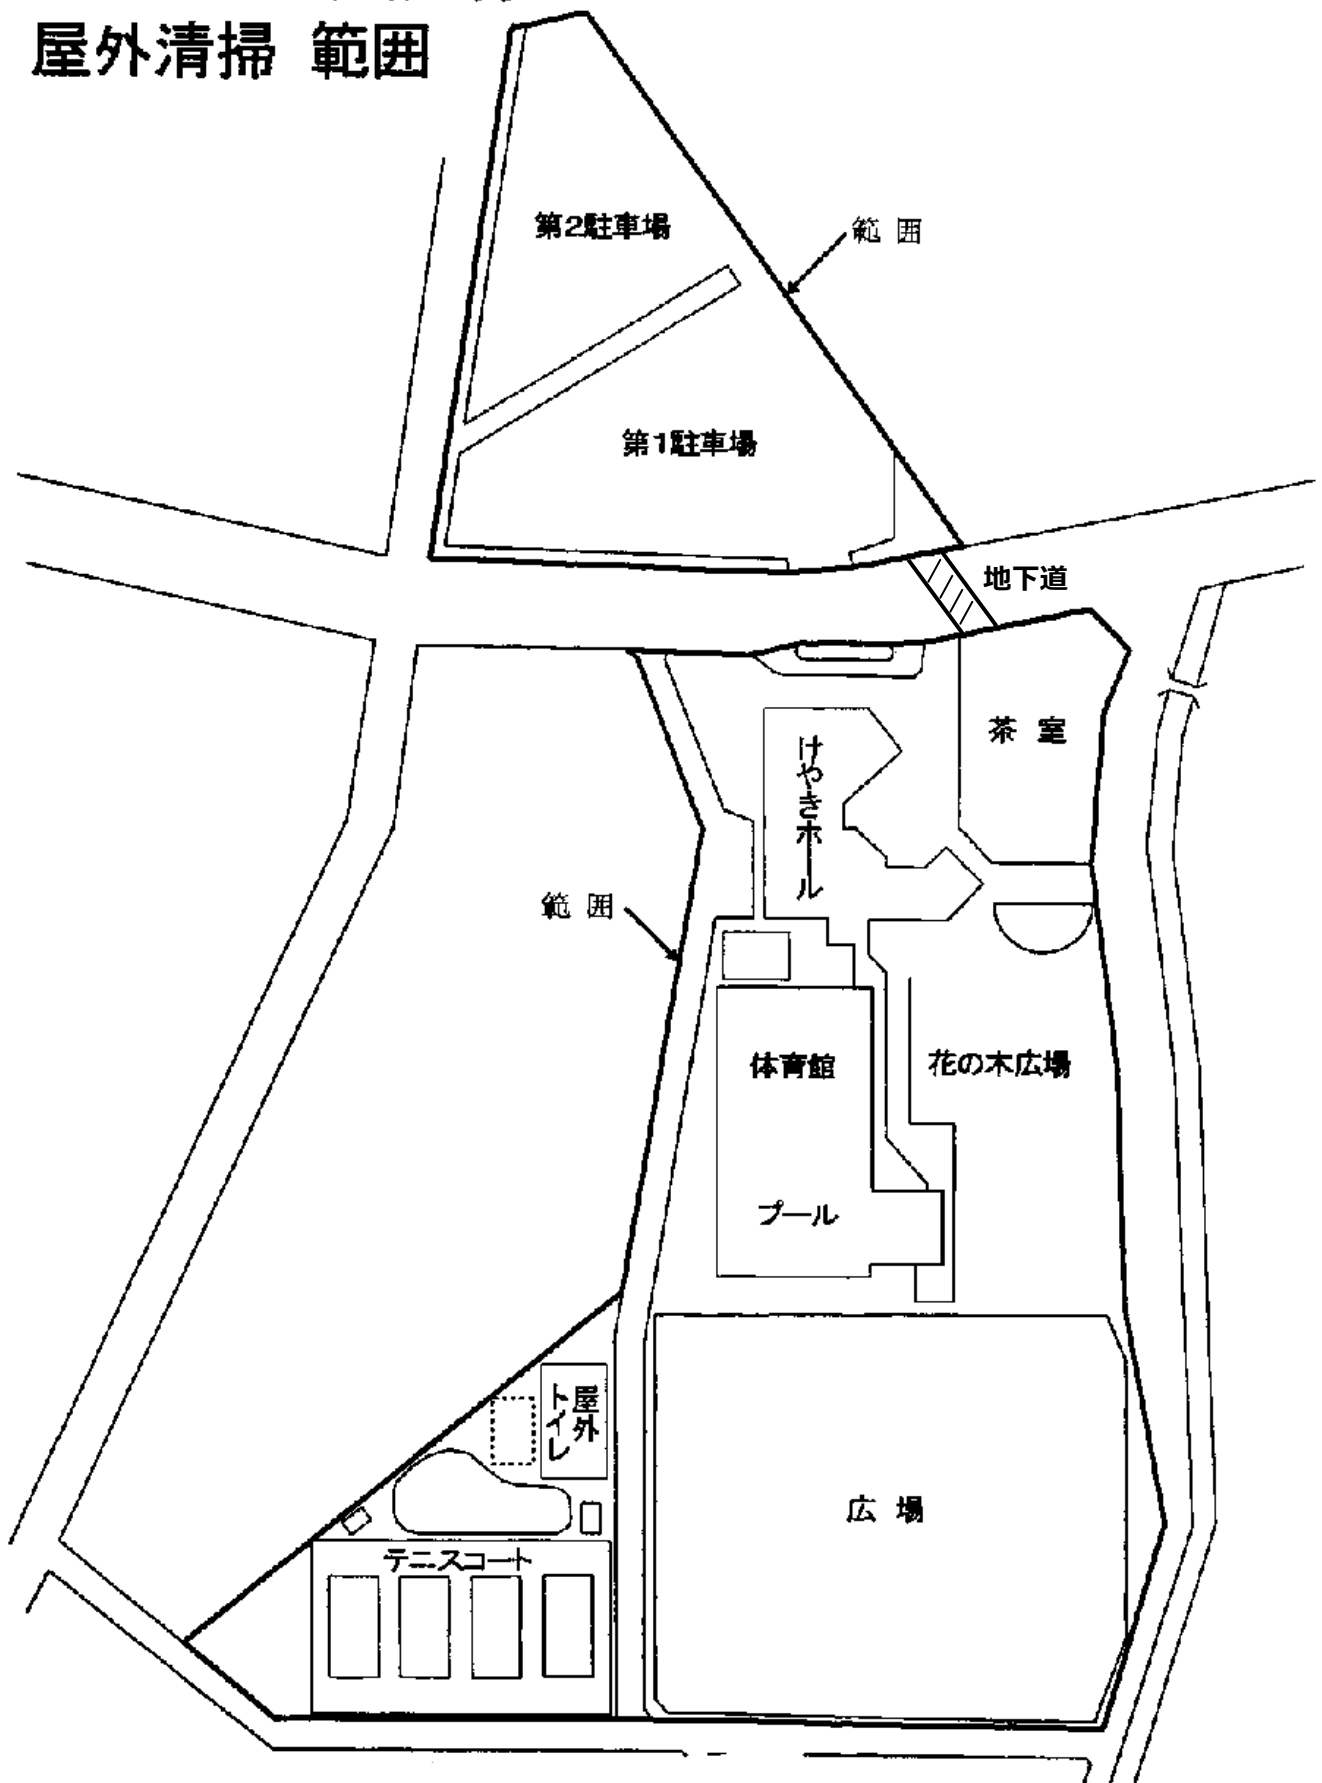 屋外清掃 範囲
第2駐車場
範囲
第1駐車場
地下道
茶室
けやきホール
範囲
体育館
花の木広場
プール
屋外
トイレ
広場
テニスコート